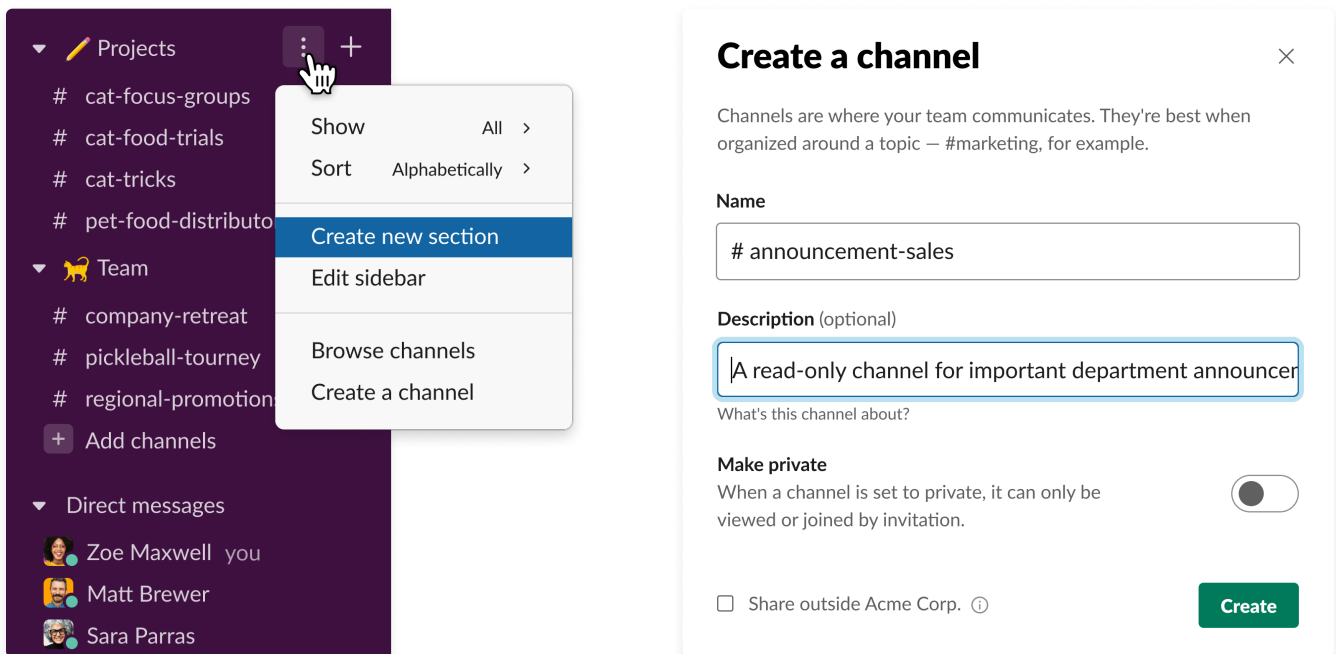 Projects
# cat-focus-groups
# cat-food-trials
# cat-tricks
# pet-food-distributo
Team
# company-retreat
# pickleball-tourney
# regional-promotions
+ Add channels
Direct messages
Zoe Maxwell you
Matt Brewer
Sara Parras
Show All >
Sort Alphabetically >
Create new section
Edit sidebar
Browse channels
Create a channel
Create a channel
Channels are where your team communicates. They're best when
organized around a topic — #marketing, for example.
Name
# announcement-sales
Description (optional)
A read-only channel for important department announcem
What's this channel about?
Make private
When a channel is set to private, it can only be
viewed or joined by invitation.
Share outside Acme Corp.
Create